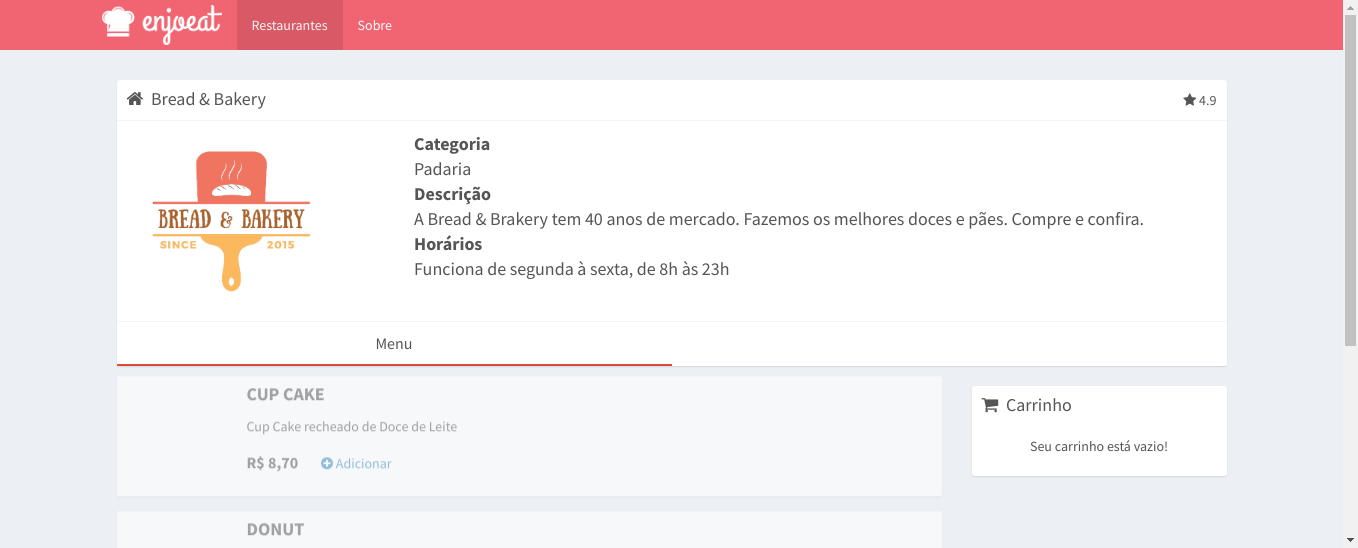 enjoeat
Restaurantes
Sobre
Bread & Bakery
4.9
BREAD & BAKERY
SINCE 2015
Categoria
Padaria
Descrição
A Bread & Brakery tem 40 anos de mercado. Fazemos os melhores doces e pães. Compre e confira.
Horários
Funciona de segunda à sexta, de 8h às 23h
Menu
CUP CAKE
Cup Cake recheado de Doce de Leite
R$ 8,70 Adicionar
DONUT
Carrinho
Seu carrinho está vazio!